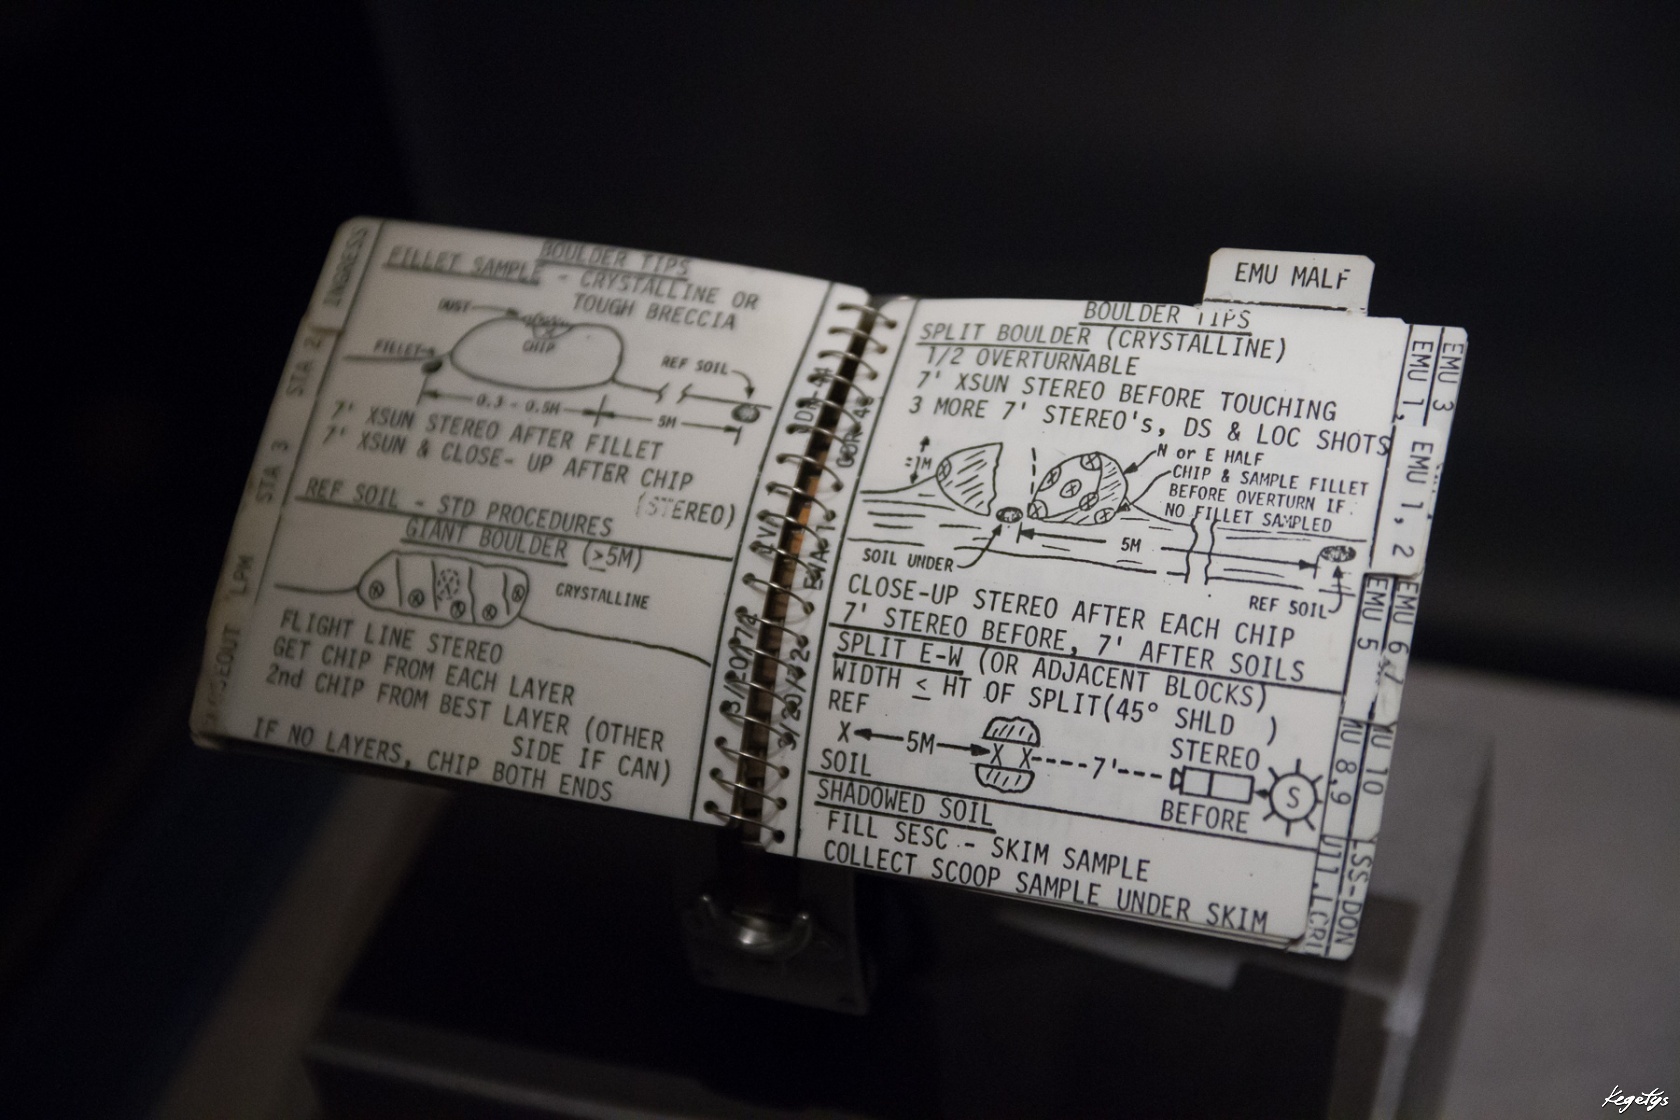 BOULDER TIPS
FILLET SAMPLE - CRYSTALLINE OR
TOUGH BRECCIA
DUST
CHIP
FILLET
REF SOIL
0.3 - 0.5M
5M
7' XSUN STEREO AFTER FILLET
7' XSUN & CLOSE-UP AFTER CHIP
(STEREO)
REF SOIL - STD PROCEDURES
GIANT BOULDER (≥5M)
CRYSTALLINE
FLIGHT LINE STEREO
GET CHIP FROM EACH LAYER
2nd CHIP FROM BEST LAYER (OTHER
SIDE IF CAN)
IF NO LAYERS, CHIP BOTH ENDS
INGRESS
STA 2
STA 3
LPM
EMU MALF
BOULDER TIPS
SPLIT BOULDER (CRYSTALLINE)
1/2 OVERTURNABLE
7' XSUN STEREO BEFORE TOUCHING
3 MORE 7' STEREO's, DS & LOC SHOTS
N or E HALF
CHIP & SAMPLE FILLET
BEFORE OVERTURN IF
NO FILLET SAMPLED
5M
SOIL UNDER
REF SOIL
CLOSE-UP STEREO AFTER EACH CHIP
7' STEREO BEFORE, 7' AFTER SOILS
SPLIT E-W (OR ADJACENT BLOCKS)
WIDTH ≤ HT OF SPLIT(45° SHLD )
REF
X 5M X X 7'
STEREO
S
SOIL
BEFORE
SHADOWED SOIL
FILL SESC - SKIM SAMPLE
COLLECT SCOOP SAMPLE UNDER SKIM
EMU 3
EMU 1,
EMU 1, 2
EMU 5
EMU 6
MU 8,9
MU 10
LSS-DON
Kegetys